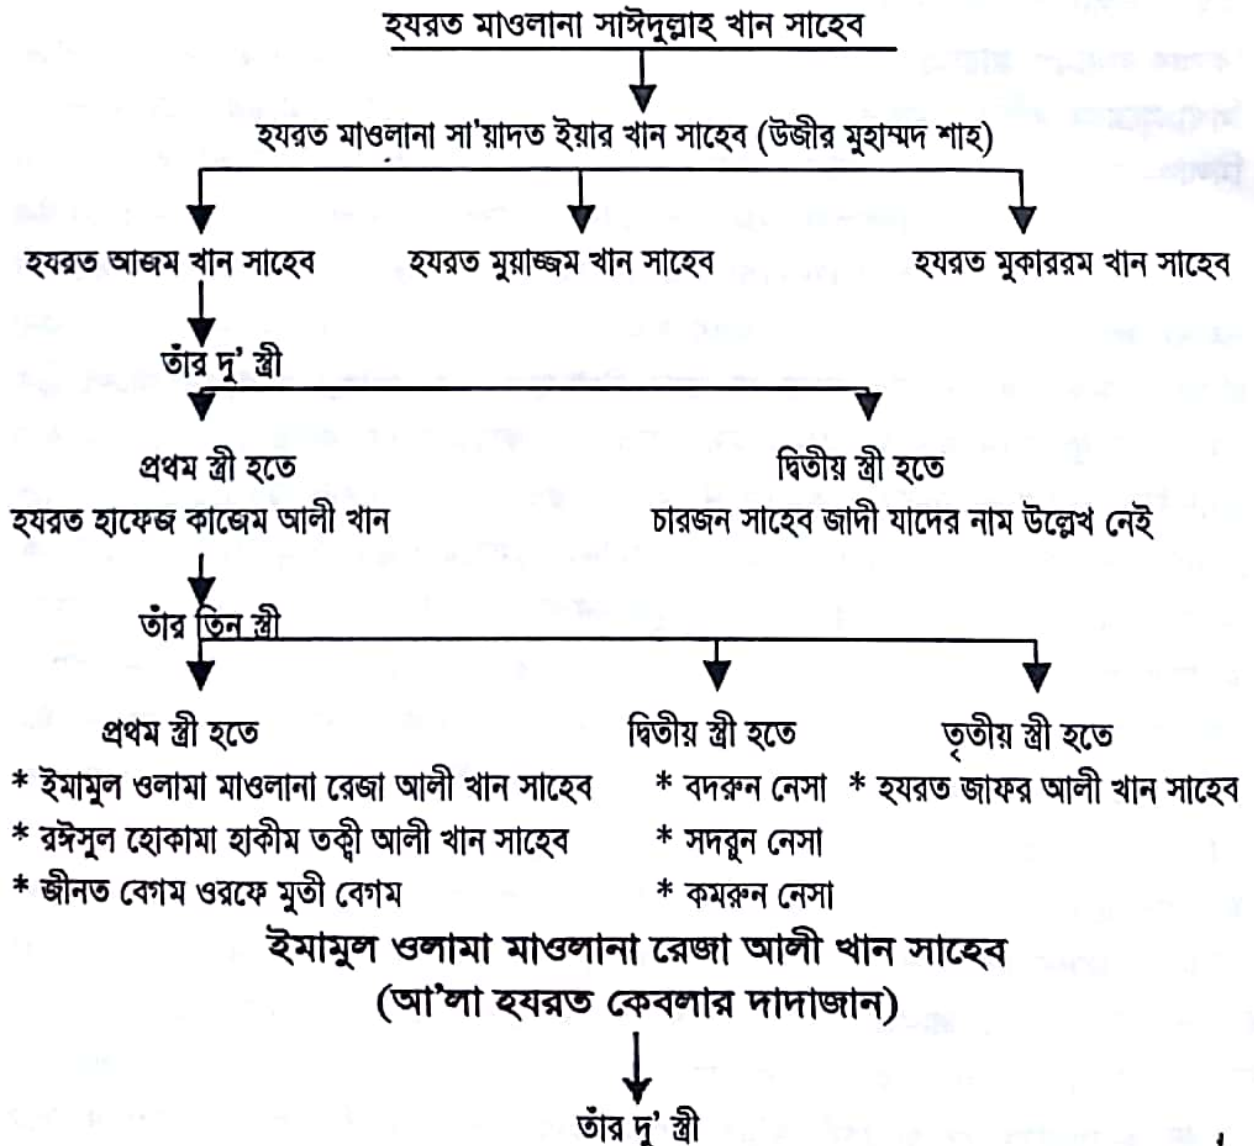 হযরত মাওলানা সাঈদুল্লাহ খান সাহেব
হযরত মাওলানা সা'য়াদত ইয়ার খান সাহেব (উজীর মুহাম্মদ শাহ)
হযরত আজম খান সাহেব হযরত মুয়াজ্জম খান সাহেব হযরত মুকাররম খান সাহেব
তাঁর দু' স্ত্রী
প্রথম স্ত্রী হতে দ্বিতীয় স্ত্রী হতে
হযরত হাফেজ কাজেম আলী খান চারজন সাহেব জাদী যাদের নাম উল্লেখ নেই
তাঁর তিন স্ত্রী
প্রথম স্ত্রী হতে দ্বিতীয় স্ত্রী হতে তৃতীয় স্ত্রী হতে
* ইমামুল ওলামা মাওলানা রেজা আলী খান সাহেব * বদরুন নেসা * হযরত জাফর আলী খান সাহেব
* রঈসুল হোকামা হাকীম তক্বী আলী খান সাহেব * সদরুন নেসা
* জীনত বেগম ওরফে মুতী বেগম * কমরুন নেসা
ইমামুল ওলামা মাওলানা রেজা আলী খান সাহেব
(আ'লা হযরত কেবলার দাদাজান)
তাঁর দু' স্ত্রী